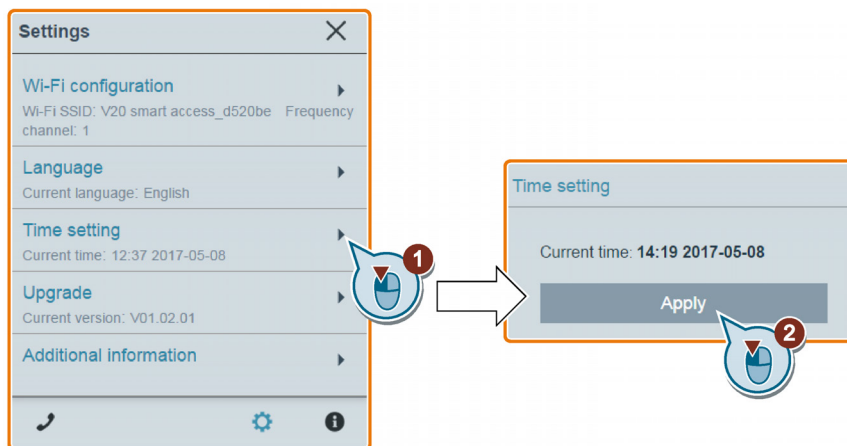 Settings
Wi-Fi configuration
Wi-Fi SSID: V20 smart access_d520be Frequency
channel: 1
Language
Current language: English
Time setting
Current time: 12:37 2017-05-08
1
Upgrade
Current version: V01.02.01
Additional information
Time setting
Current time: 14:19 2017-05-08
Apply
2